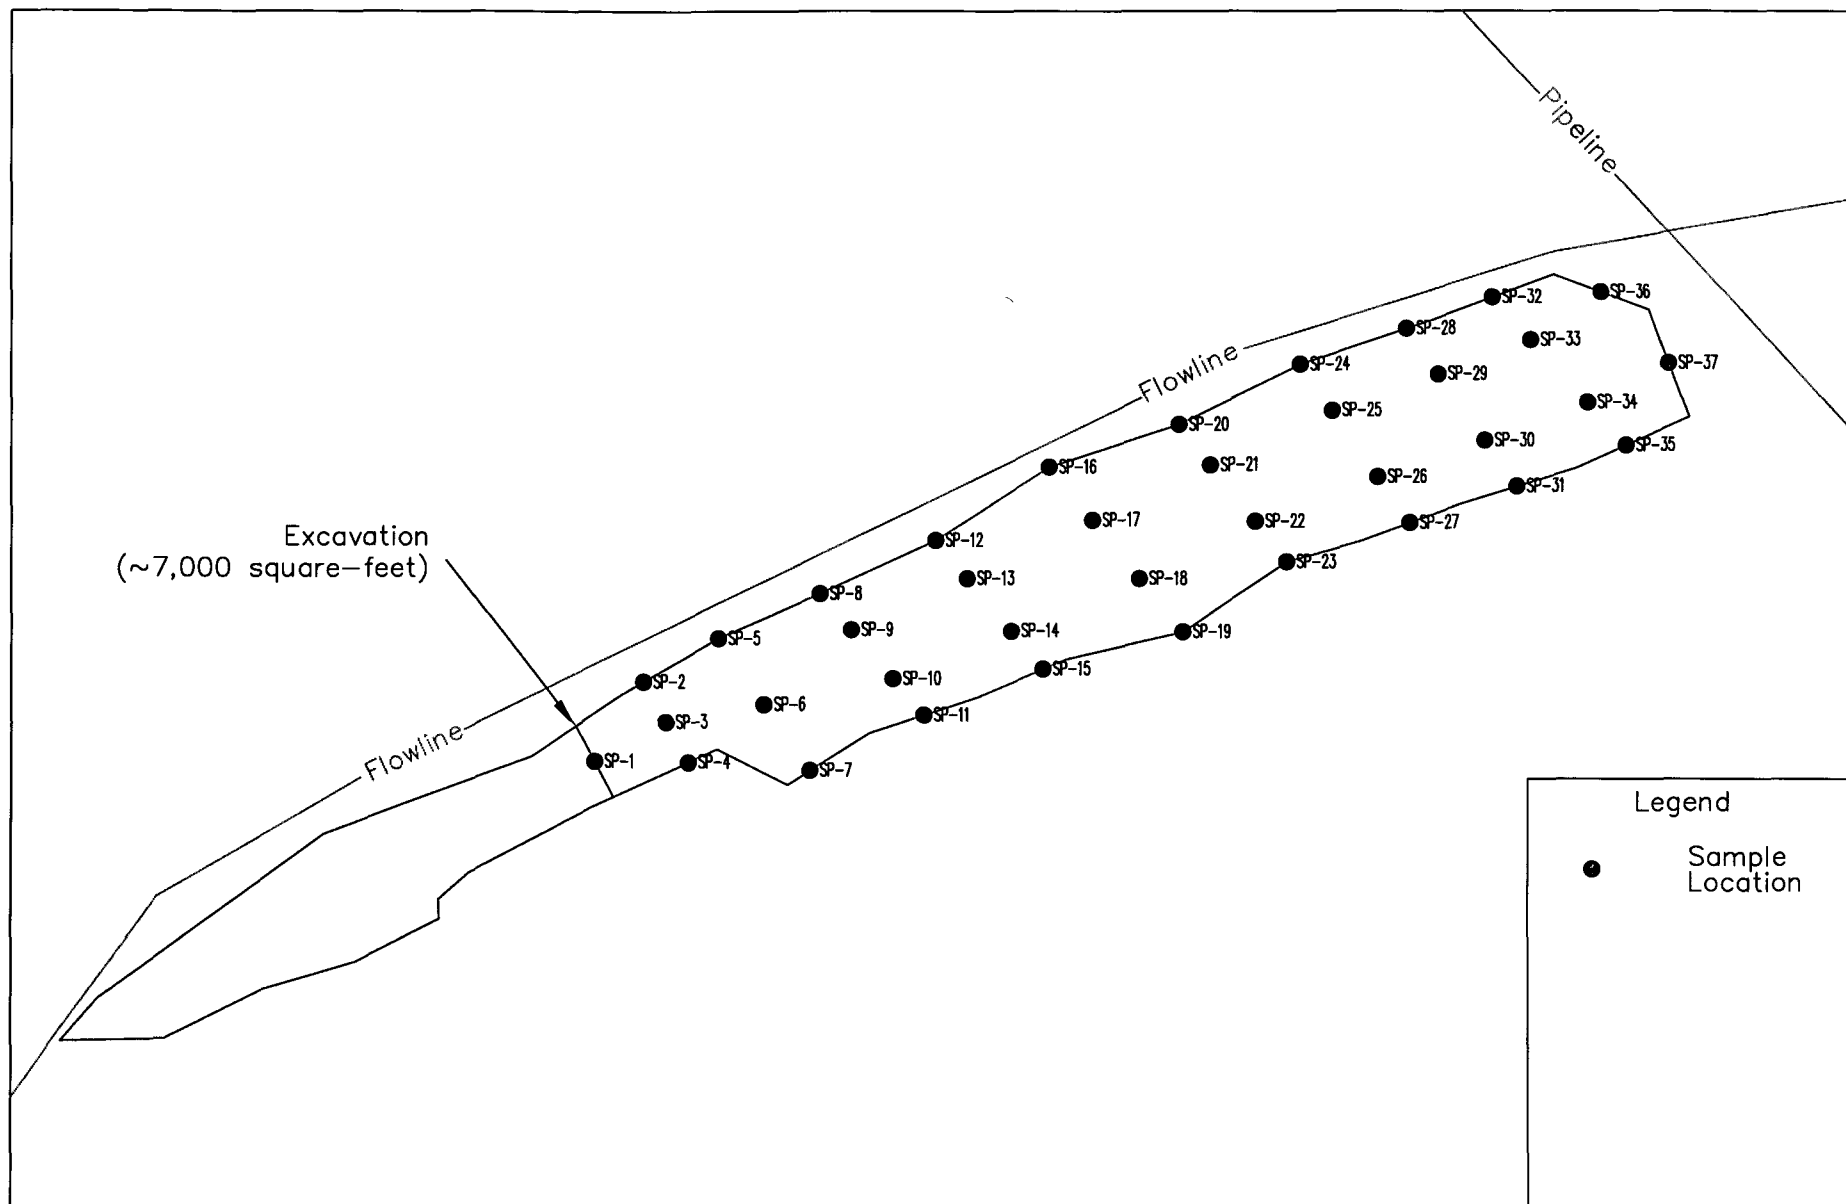 Pipeline
SP-36
SP-32
SP-28
SP-33
Flowline
SP-24
SP-37
SP-29
SP-34
SP-25
SP-20
SP-30
SP-35
SP-16
SP-21
SP-26
SP-31
Excavation
(~7,000 square-feet)
SP-17
SP-22
SP-27
SP-12
SP-23
SP-13
SP-18
SP-8
SP-9
SP-14
SP-19
SP-5
SP-15
SP-2
SP-10
SP-6
SP-11
SP-3
Flowline
SP-1
SP-4
SP-7
Legend
Sample
Location